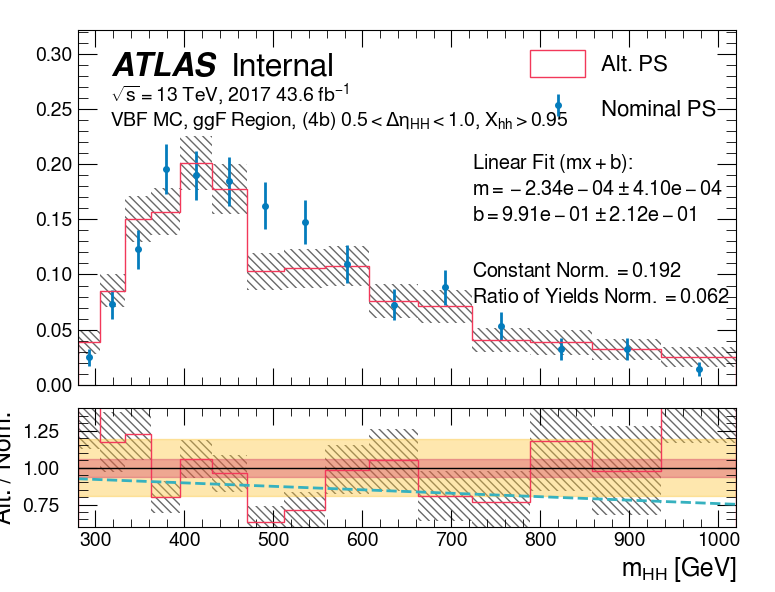 ATLAS Internal
√s = 13 TeV, 2017 43.6 fb⁻¹
VBF MC, ggF Region, (4b) 0.5 < Δη_HH < 1.0, X_hh > 0.95
Alt. PS
Nominal PS
Linear Fit (mx + b):
m = − 2.34e − 04 ± 4.10e − 04
b = 9.91e − 01 ± 2.12e − 01
Constant Norm. = 0.192
Ratio of Yields Norm. = 0.062
0.30
0.25
0.20
0.15
0.10
0.05
0.00
Alt. / Nom.
1.25
1.00
0.75
300 400 500 600 700 800 900 1000
m_HH [GeV]